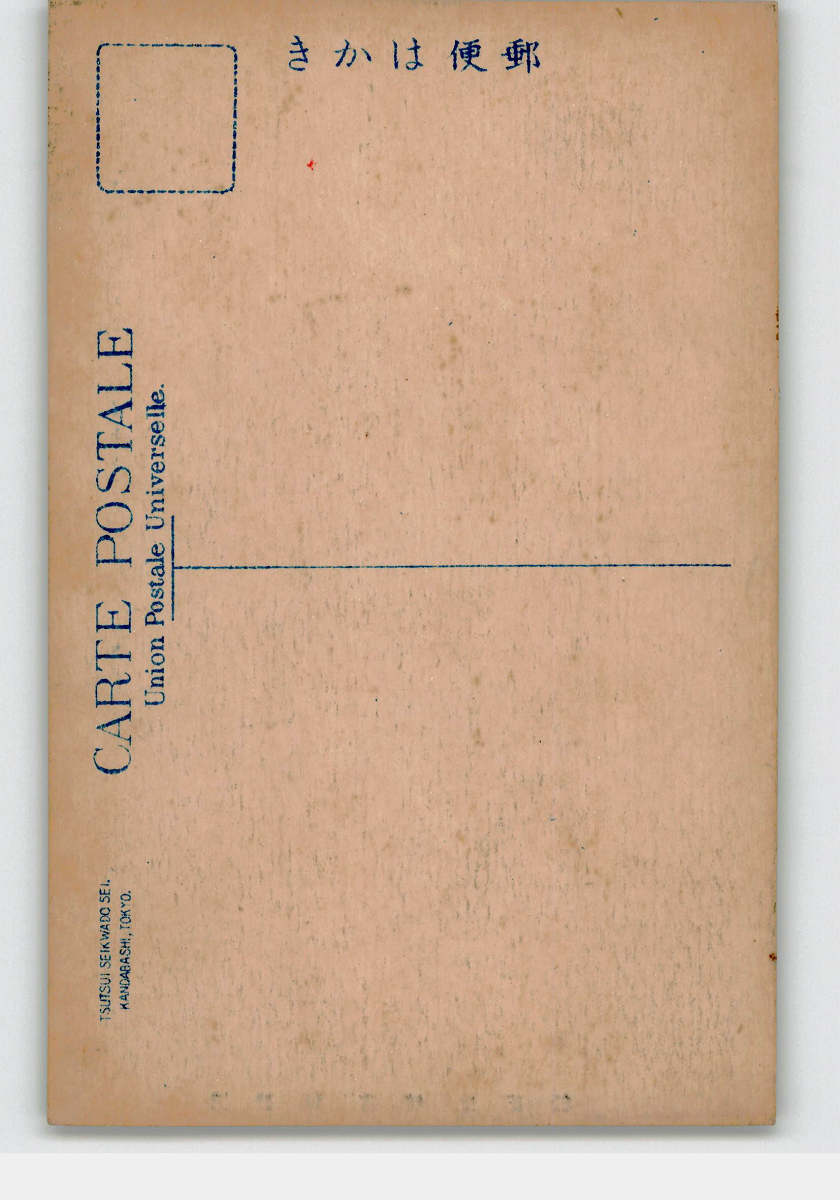 郵便はかき
CARTE POSTALE
Union Postale Universelle.
TSUTSUI SEIKWADO SEI.
KANDABASHI, TOKYO.